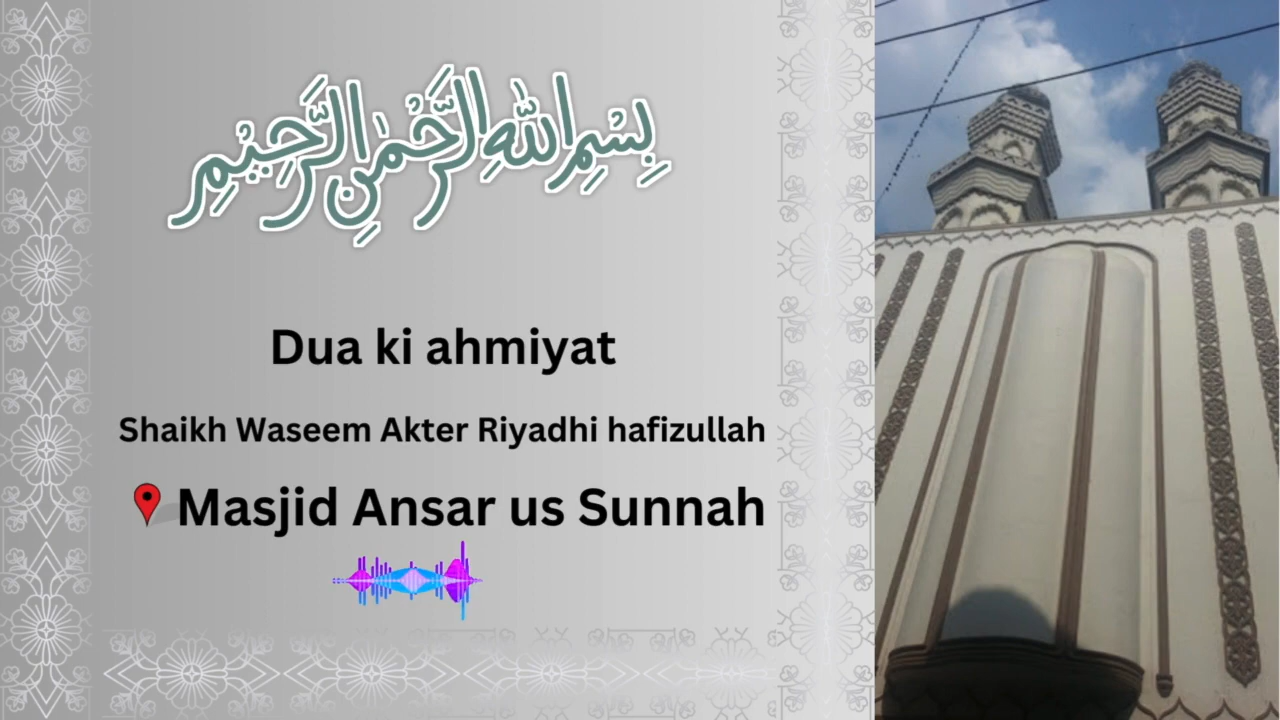 بِسْمِ اللهِ الرَّحْمٰنِ الرَّحِيْمِ
Dua ki ahmiyat
Shaikh Waseem Akter Riyadhi hafizullah
Masjid Ansar us Sunnah